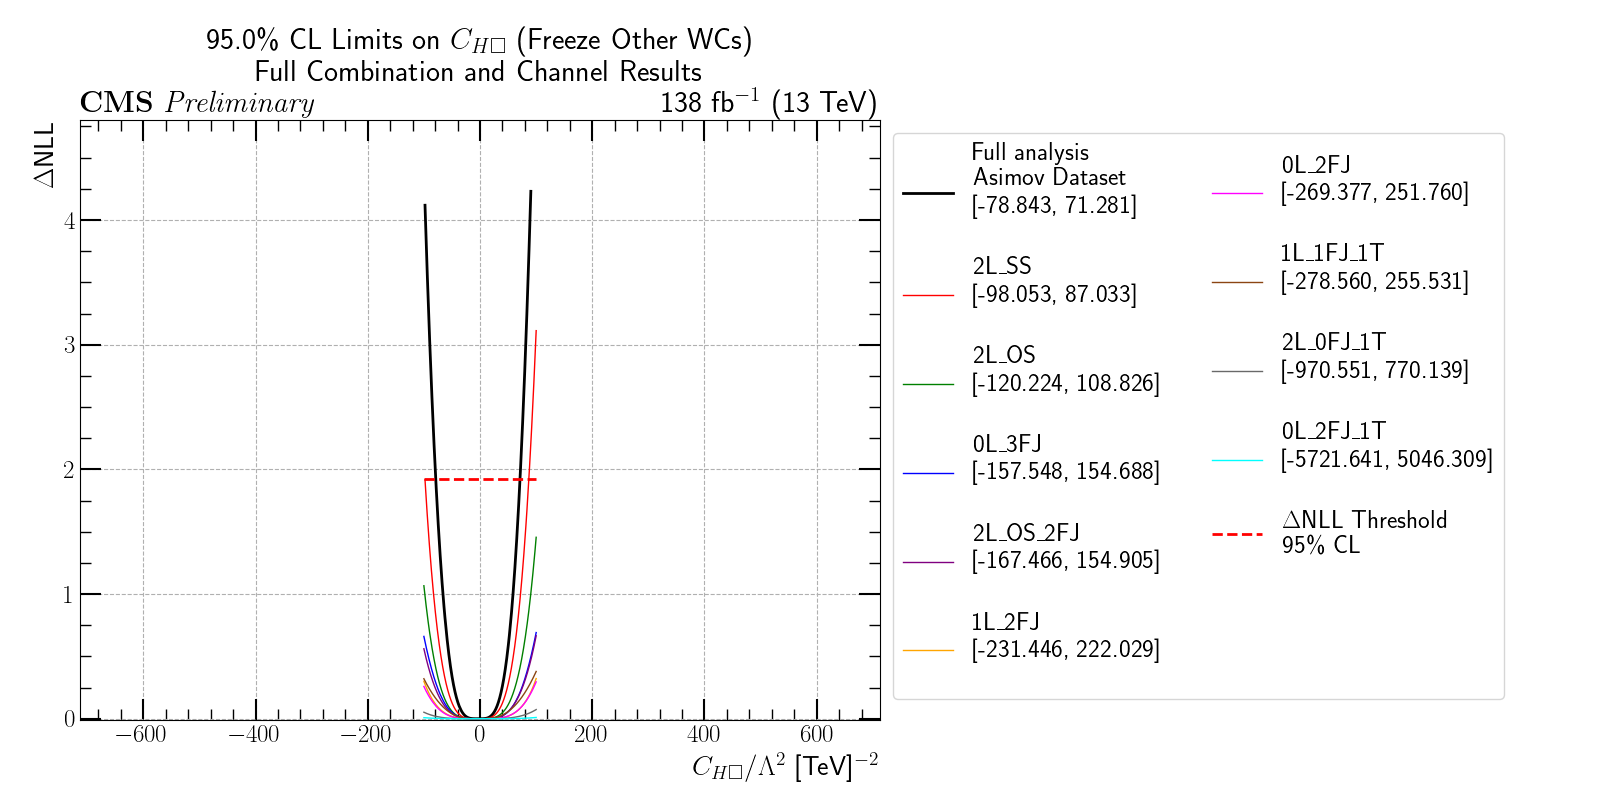 95.0% CL Limits on C_{H□} (Freeze Other WCs)
Full Combination and Channel Results
CMS Preliminary
138 fb⁻¹ (13 TeV)
ΔNLL
4
3
2
1
0
−600
−400
−200
0
200
400
600
C_{H□}/Λ² [TeV]⁻²
Full analysis
Asimov Dataset
[-78.843, 71.281]
2L_SS
[-98.053, 87.033]
2L_OS
[-120.224, 108.826]
0L_3FJ
[-157.548, 154.688]
2L_OS_2FJ
[-167.466, 154.905]
1L_2FJ
[-231.446, 222.029]
0L_2FJ
[-269.377, 251.760]
1L_1FJ_1T
[-278.560, 255.531]
2L_0FJ_1T
[-970.551, 770.139]
0L_2FJ_1T
[-5721.641, 5046.309]
ΔNLL Threshold
95% CL